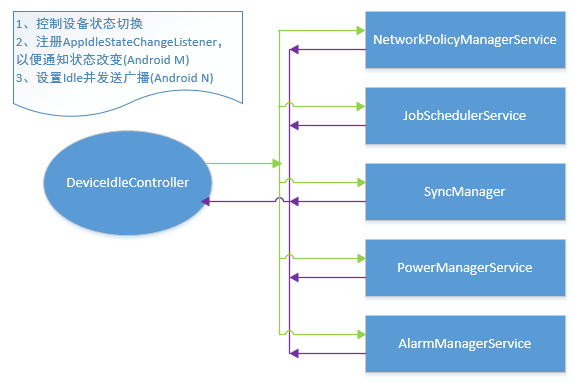 1、控制设备状态切换
2、注册AppIdleStateChangeListener，
以便通知状态改变(Android M)
3、设置Idle并发送广播(Android N)
NetworkPolicyManagerService
JobSchedulerService
DeviceIdleController
SyncManager
PowerManagerService
AlarmManagerService